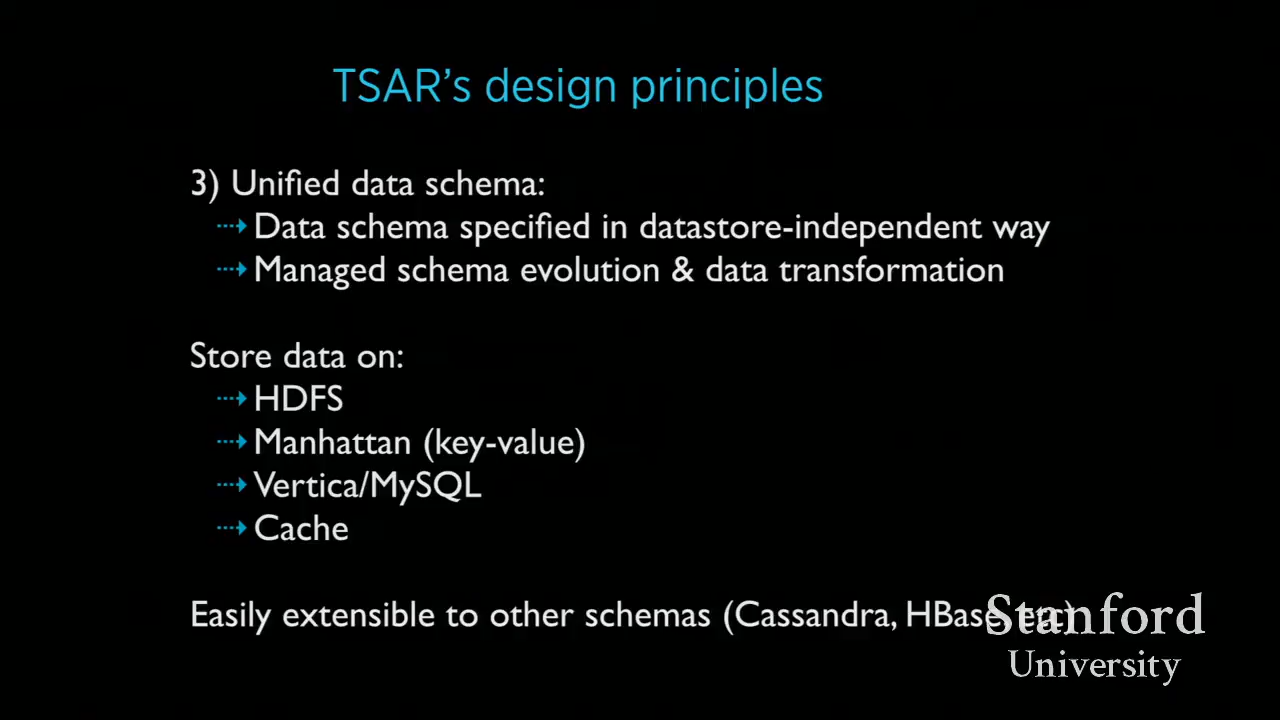 TSAR's design principles
3) Unified data schema:
⇢ Data schema specified in datastore-independent way
⇢ Managed schema evolution & data transformation
Store data on:
⇢ HDFS
⇢ Manhattan (key-value)
⇢ Vertica/MySQL
⇢ Cache
Easily extensible to other schemas (Cassandra, HBase, etc)
Stanford
University